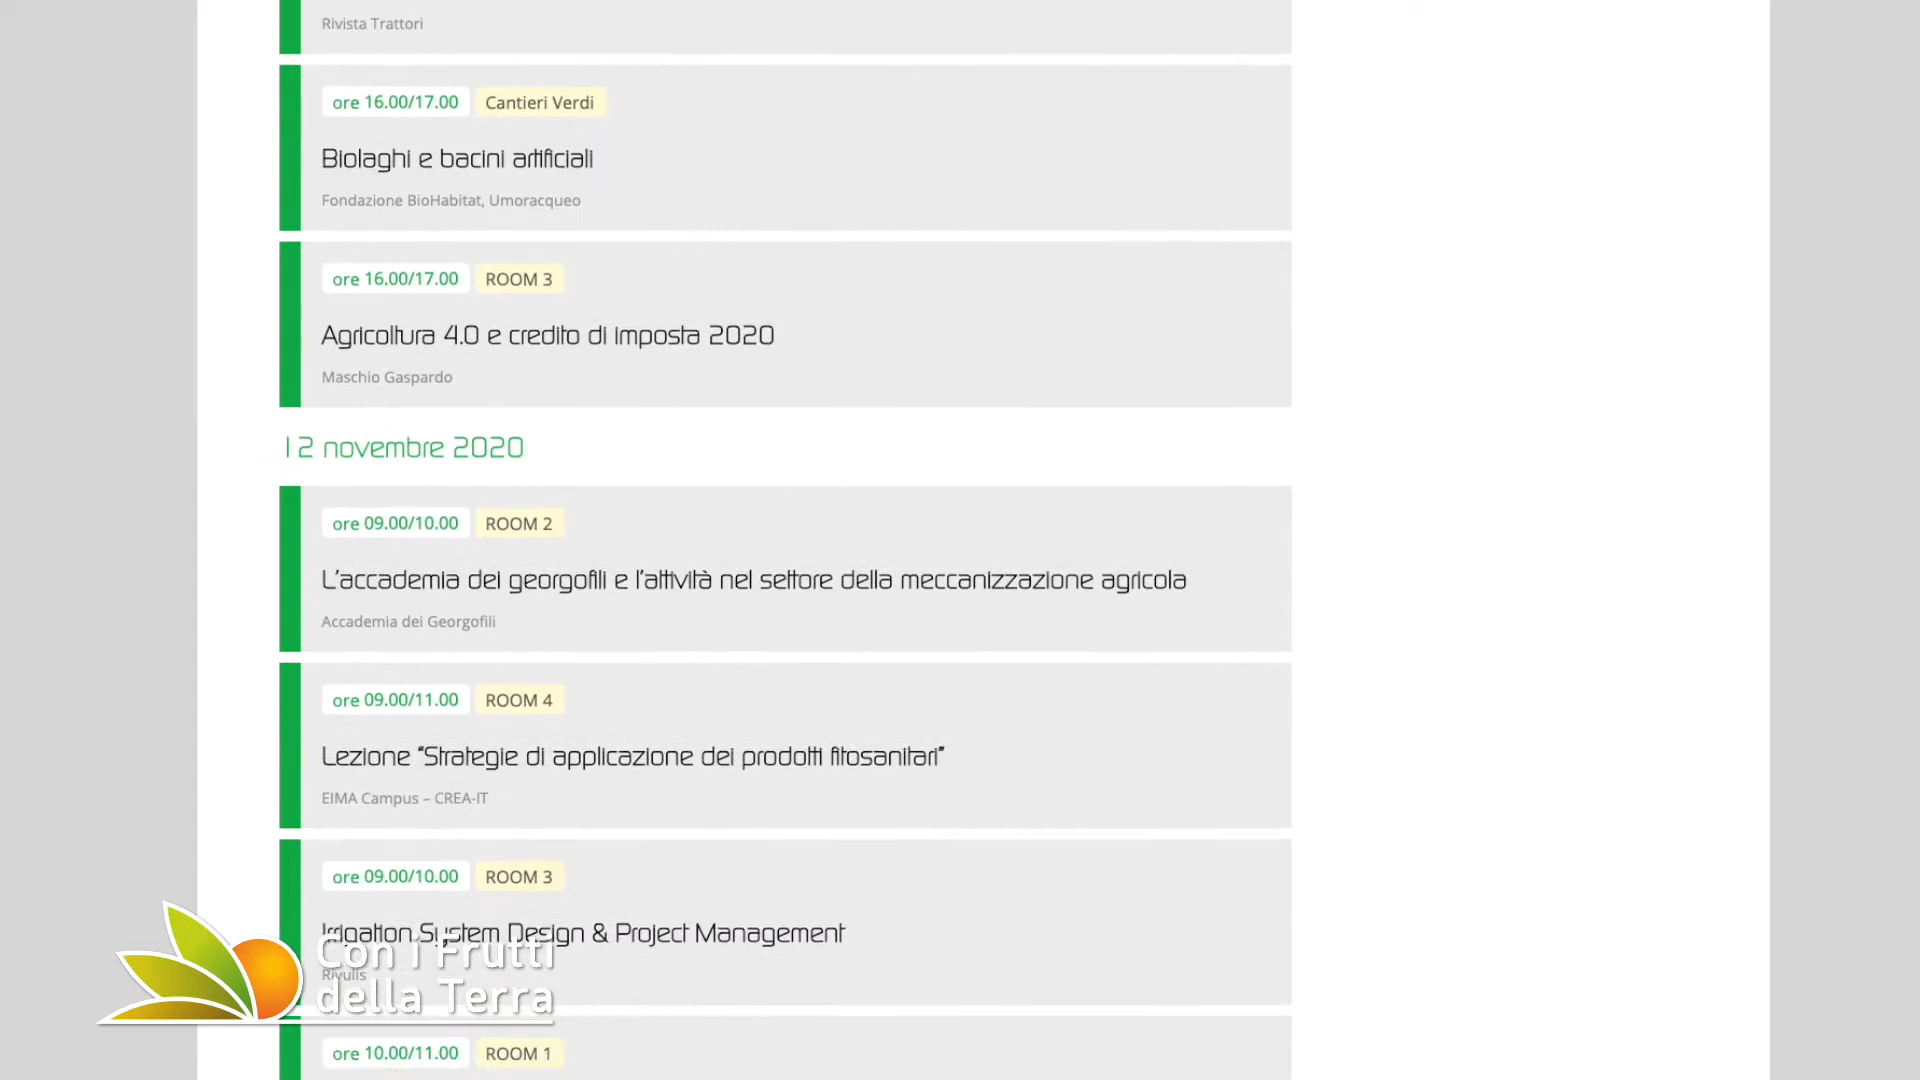 Rivista Trattori
ore 16.00/17.00 Cantieri Verdi
Biolaghi e bacini artificiali
Fondazione BioHabitat, Umoracqueo
ore 16.00/17.00 ROOM 3
Agricoltura 4.0 e credito di imposta 2020
Maschio Gaspardo
12 novembre 2020
ore 09.00/10.00 ROOM 2
L'accademia dei georgofili e l'attività nel settore della meccanizzazione agricola
Accademia dei Georgofili
ore 09.00/11.00 ROOM 4
Lezione “Strategie di applicazione dei prodotti fitosanitari”
EIMA Campus – CREA-IT
ore 09.00/10.00 ROOM 3
Irrigation System Design & Project Management
Rivulis
Con i Frutti
della Terra
ore 10.00/11.00 ROOM 1